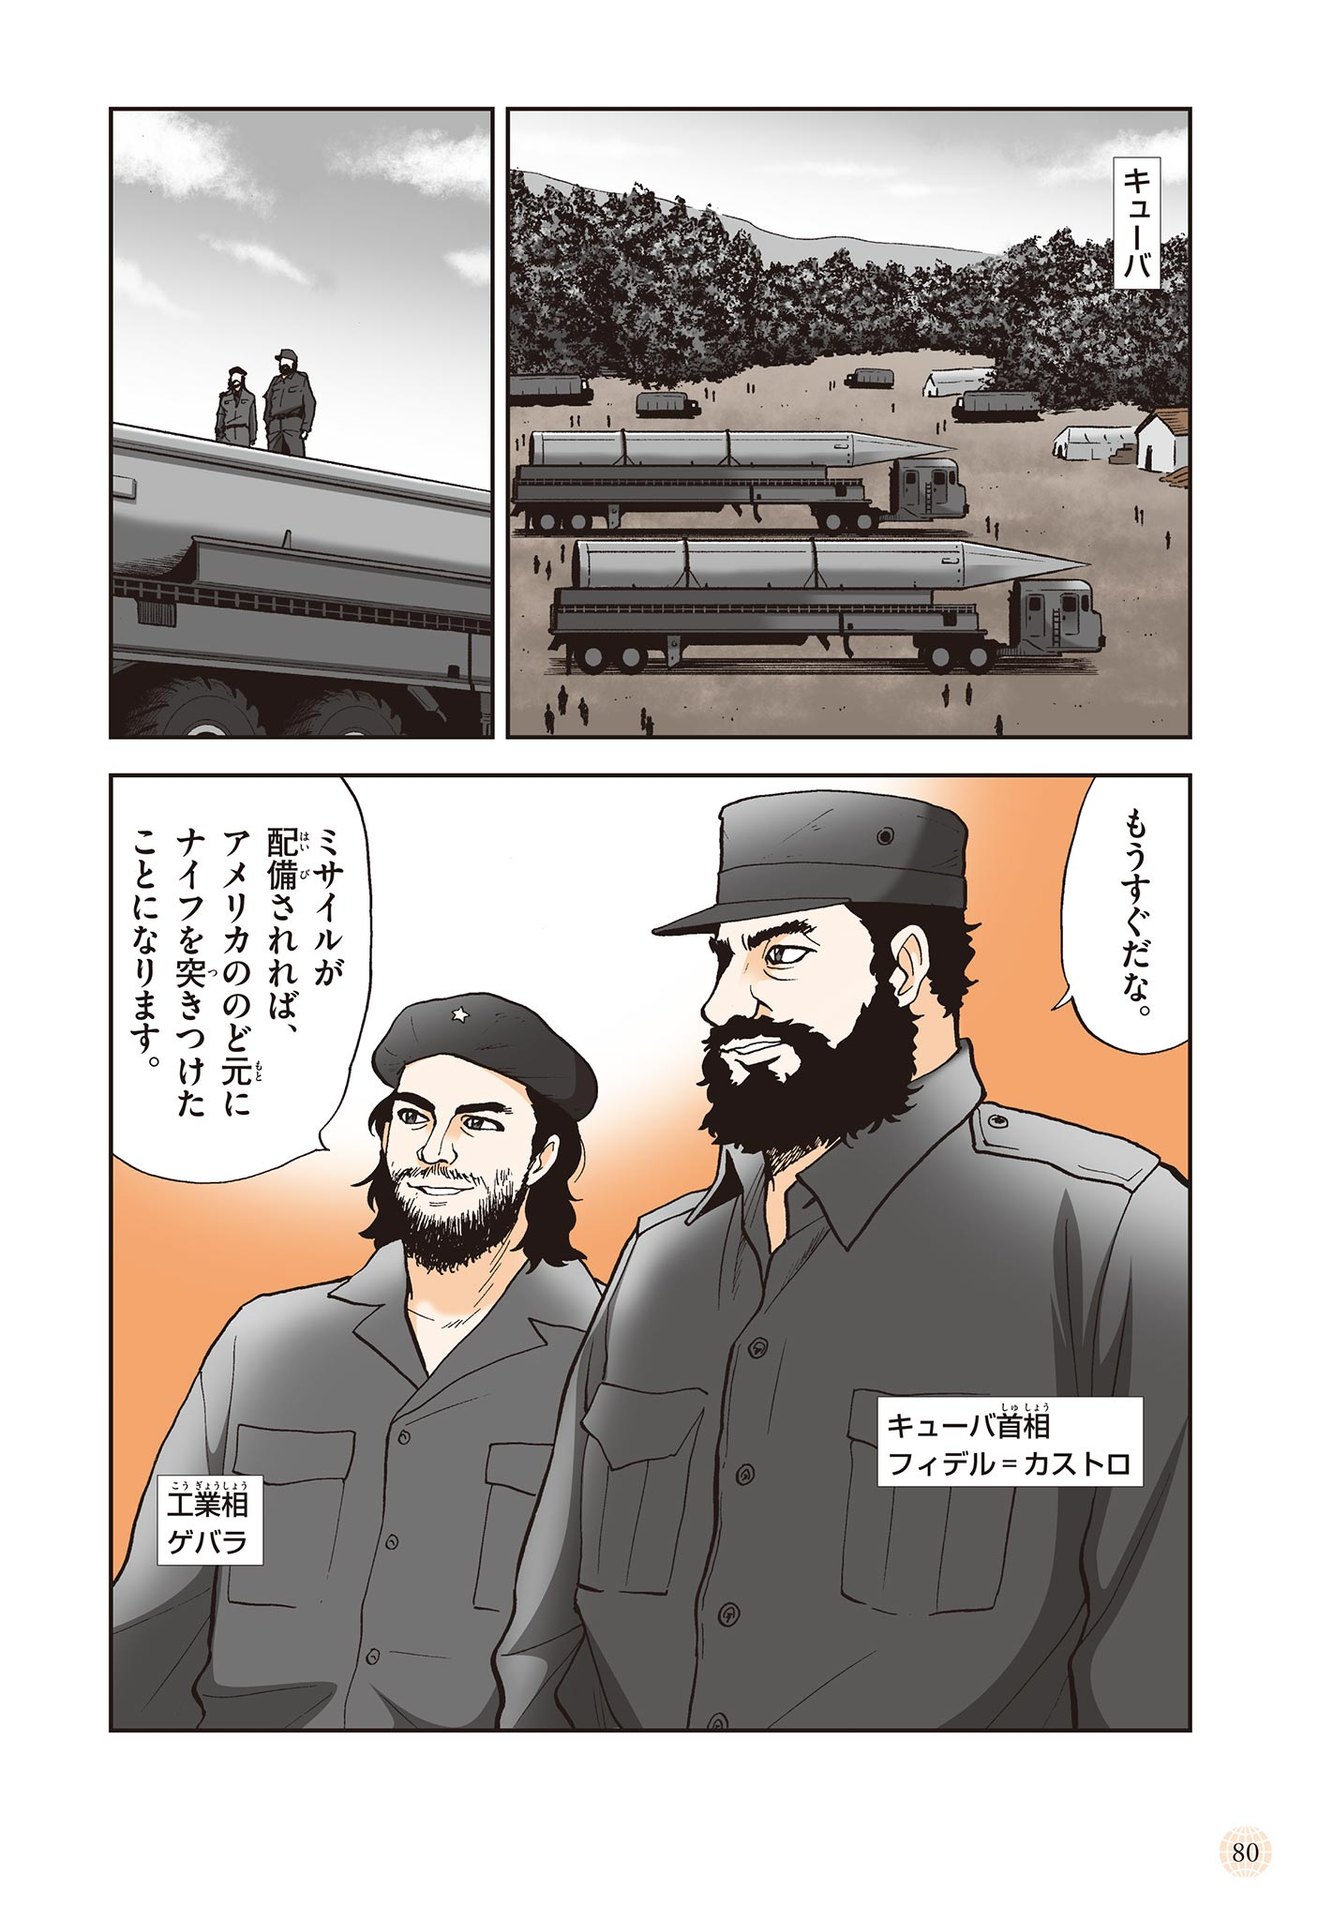 キューバ
もうすぐだな。
ミサイルが
配備されれば、
アメリカののど元に
ナイフを突きつけた
ことになります。
キューバ首相
フィデル＝カストロ
工業相
ゲバラ
80